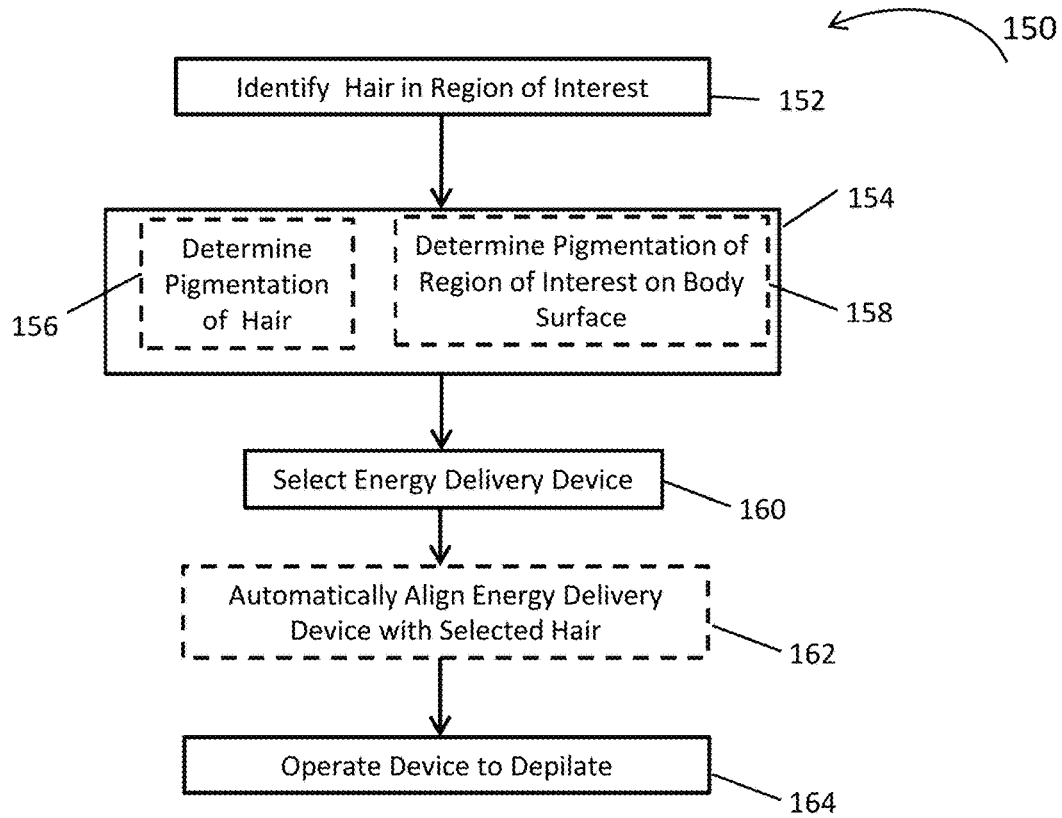 150
Identify Hair in Region of Interest
152
154
Determine
Pigmentation
of Hair
Determine Pigmentation of
Region of Interest on Body
Surface
156
158
Select Energy Delivery Device
160
Automatically Align Energy Delivery
Device with Selected Hair
162
Operate Device to Depilate
164